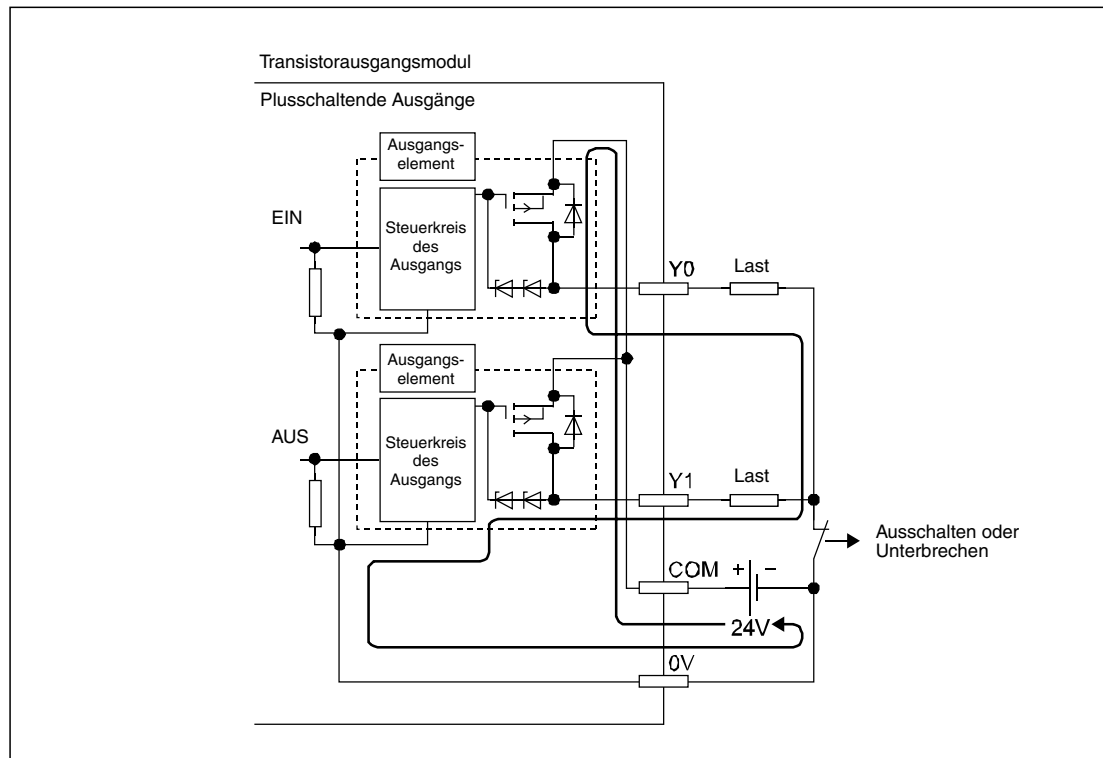 Transistorausgangsmodul
Plusschaltende Ausgänge
Ausgangs-
element
EIN
Steuerkreis
des
Ausgangs
Y0
Last
Ausgangs-
element
AUS
Steuerkreis
des
Ausgangs
Y1
Last
Ausschalten oder
Unterbrechen
COM
+ −
24V
0V